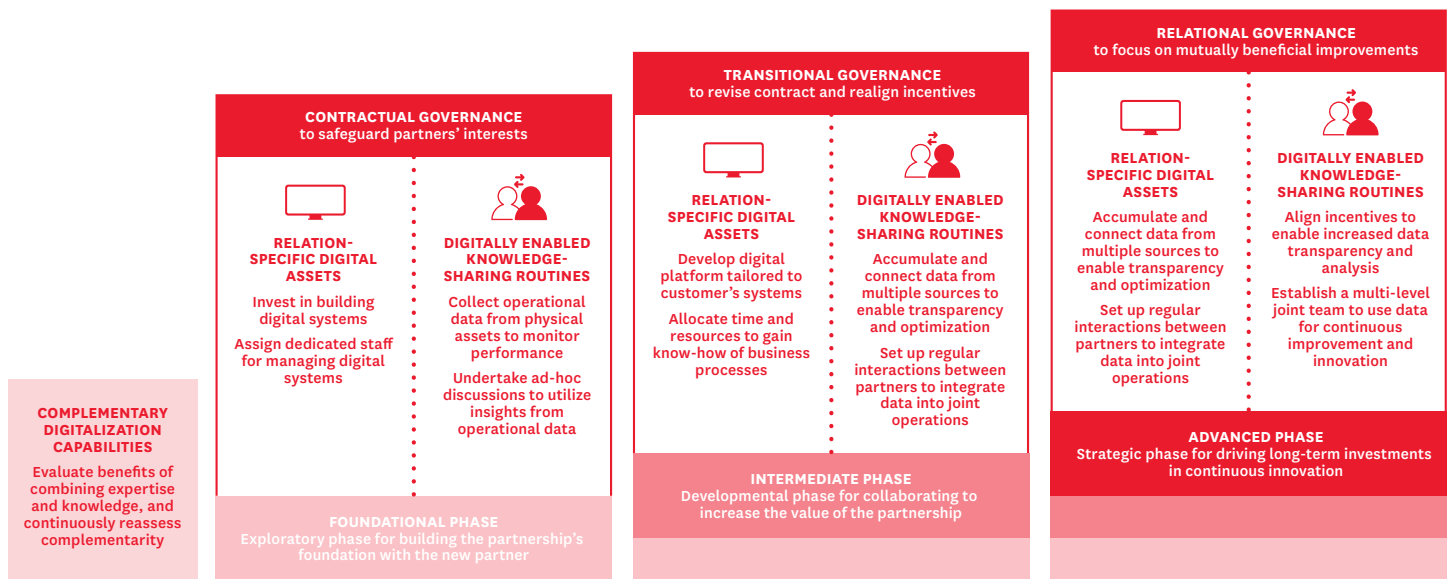 COMPLEMENTARY
DIGITALIZATION
CAPABILITIES
Evaluate benefits of
combining expertise
and knowledge, and
continuously reassess
complementarity
CONTRACTUAL GOVERNANCE
to safeguard partners’ interests
RELATION-
SPECIFIC DIGITAL
ASSETS
Invest in building
digital systems
Assign dedicated staff
for managing digital
systems
DIGITALLY ENABLED
KNOWLEDGE-
SHARING ROUTINES
Collect operational
data from physical
assets to monitor
performance
Undertake ad-hoc
discussions to utilize
insights from
operational data
FOUNDATIONAL PHASE
Exploratory phase for building the partnership’s
foundation with the new partner
TRANSITIONAL GOVERNANCE
to revise contract and realign incentives
RELATION-
SPECIFIC DIGITAL
ASSETS
Develop digital
platform tailored to
customer’s systems
Allocate time and
resources to gain
know-how of business
processes
DIGITALLY ENABLED
KNOWLEDGE-
SHARING ROUTINES
Accumulate and
connect data from
multiple sources to
enable transparency
and optimization
Set up regular
interactions between
partners to integrate
data into joint
operations
INTERMEDIATE PHASE
Developmental phase for collaborating to
increase the value of the partnership
RELATIONAL GOVERNANCE
to focus on mutually beneficial improvements
RELATION-
SPECIFIC DIGITAL
ASSETS
Accumulate and
connect data from
multiple sources to
enable transparency
and optimization
Set up regular
interactions between
partners to integrate
data into joint
operations
DIGITALLY ENABLED
KNOWLEDGE-
SHARING ROUTINES
Align incentives to
enable increased data
transparency and
analysis
Establish a multi-level
joint team to use data
for continuous
improvement and
innovation
ADVANCED PHASE
Strategic phase for driving long-term investments
in continuous innovation